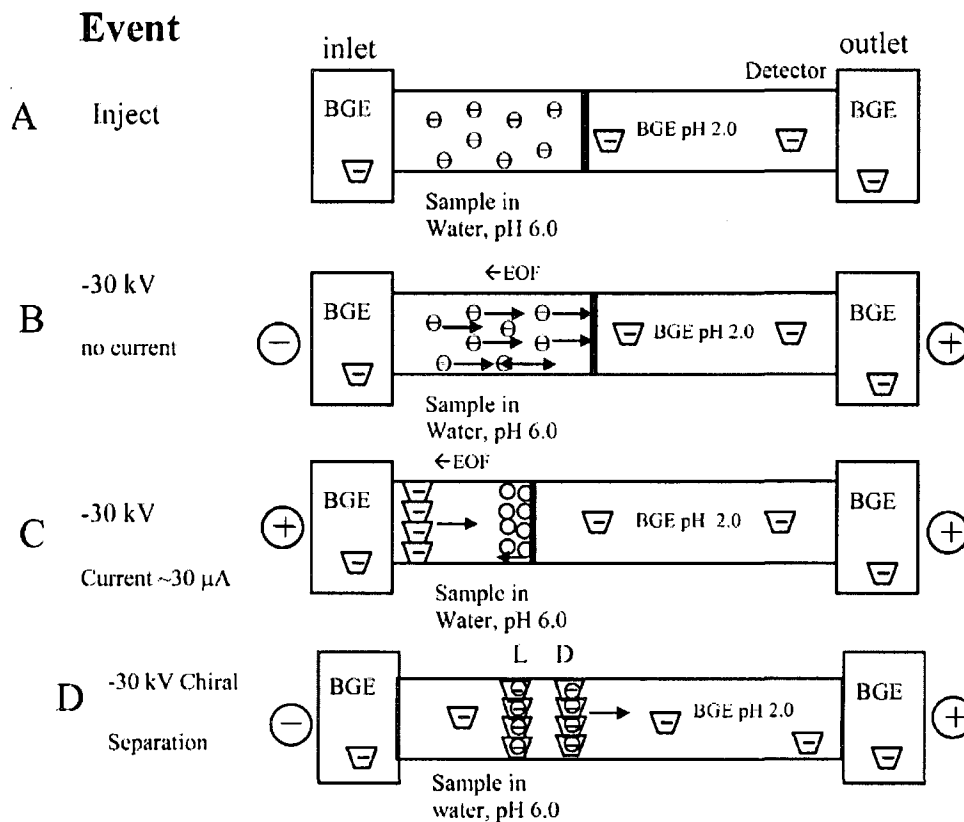 Event
inlet
outlet
Detector
A Inject
BGE
BGE pH 2.0
BGE
Sample in
Water, pH 6.0
-30 kV
←EOF
B
no current
BGE
BGE pH 2.0
BGE
Sample in
Water, pH 6.0
←EOF
-30 kV
C
Current ~30 μA
BGE
BGE pH 2.0
BGE
Sample in
Water, pH 6.0
L D
-30 kV Chiral
D
Separation
BGE
BGE pH 2.0
BGE
Sample in
water, pH 6.0